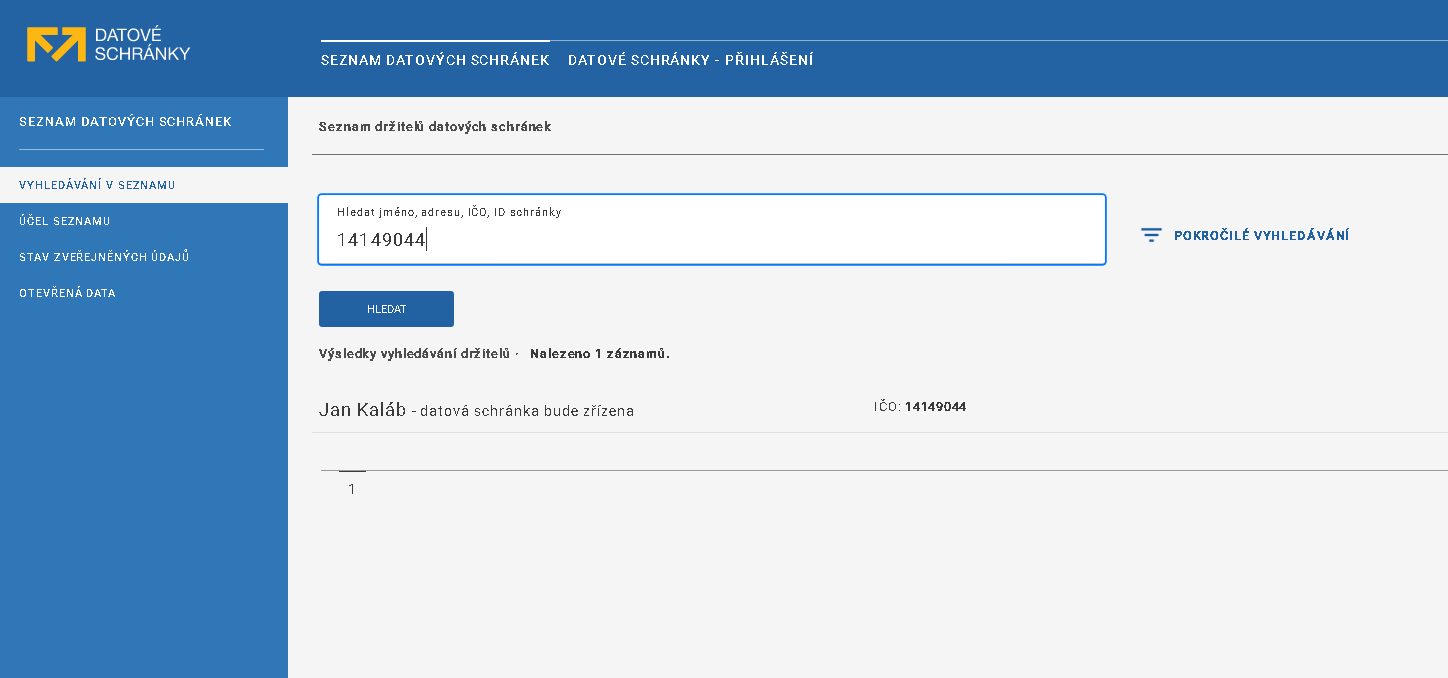 DATOVÉ
SCHRÁNKY
SEZNAM DATOVÝCH SCHRÁNEK
DATOVÉ SCHRÁNKY - PŘIHLÁŠENÍ
SEZNAM DATOVÝCH SCHRÁNEK
VYHLEDÁVÁNÍ V SEZNAMU
ÚČEL SEZNAMU
STAV ZVEŘEJNĚNÝCH ÚDAJŮ
OTEVŘENÁ DATA
Seznam držitelů datových schránek
Hledat jméno, adresu, IČO, ID schránky
14149044
POKROČILÉ VYHLEDÁVÁNÍ
HLEDAT
Výsledky vyhledávání držitelů · Nalezeno 1 záznamů.
Jan Kaláb - datová schránka bude zřízena
IČO: 14149044
1